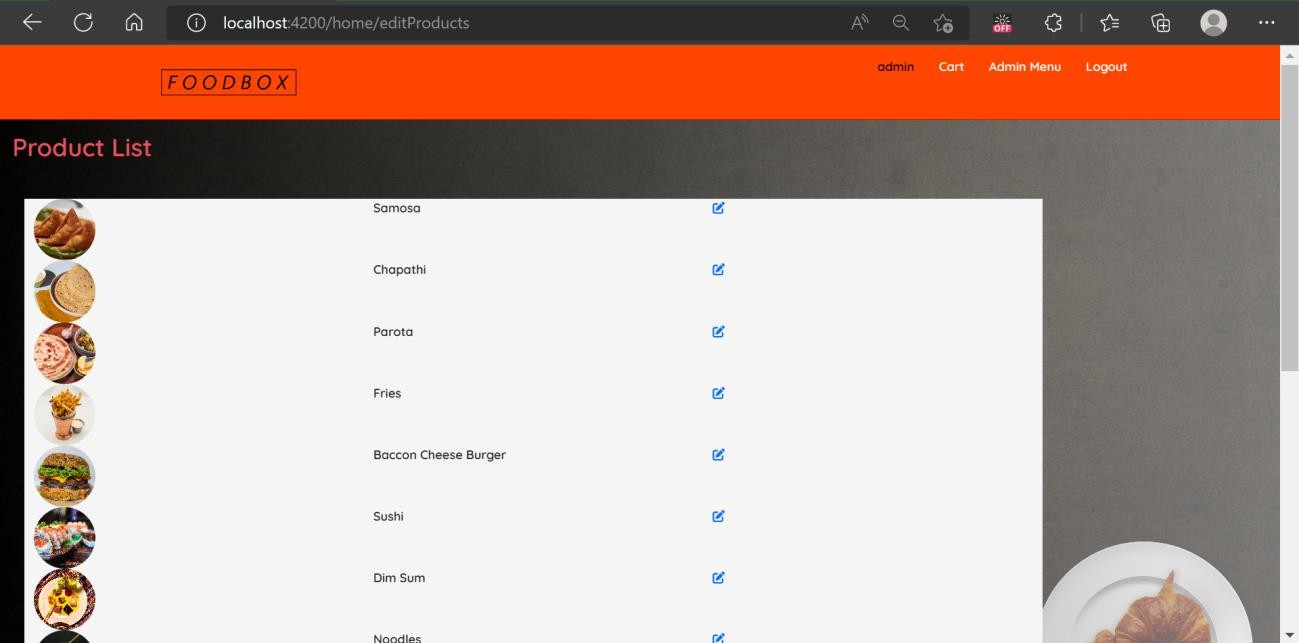 localhost:4200/home/editProducts
OFF
FOODBOX
admin Cart Admin Menu Logout
Product List
Samosa
Chapathi
Parota
Fries
Baccon Cheese Burger
Sushi
Dim Sum
Noodles